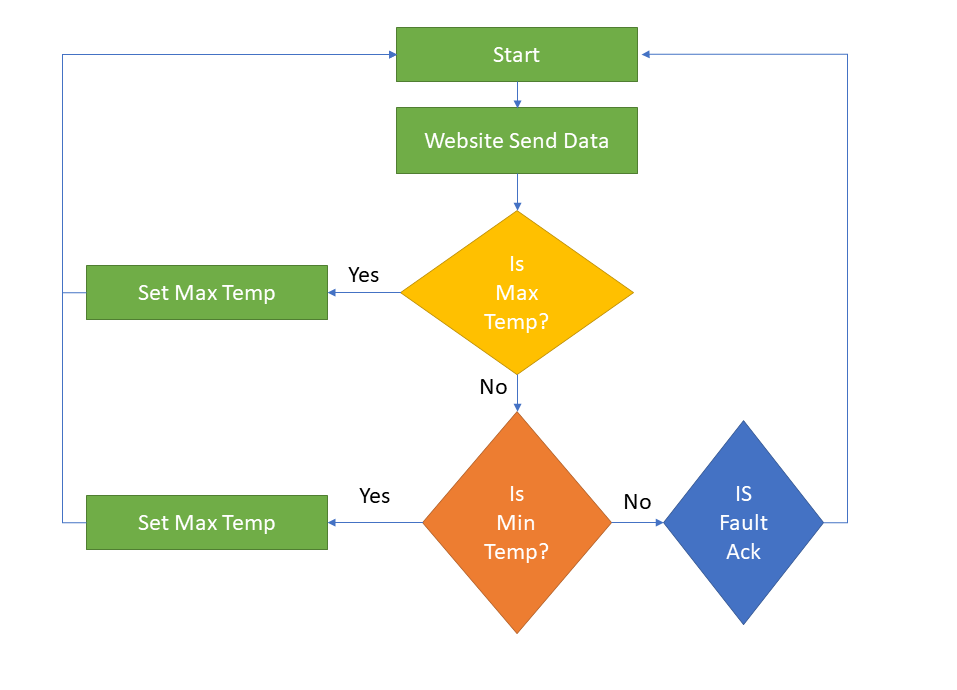 Start
Website Send Data
Is
Max
Temp?
Yes
Set Max Temp
No
Is
Min
Temp?
Yes
Set Max Temp
No
IS
Fault
Ack